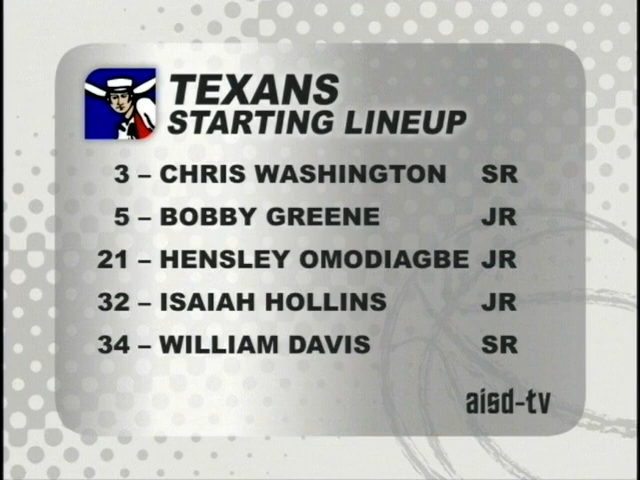 TEXANS
STARTING LINEUP
3 – CHRIS WASHINGTON SR
5 – BOBBY GREENE JR
21 – HENSLEY OMODIAGBE JR
32 – ISAIAH HOLLINS JR
34 – WILLIAM DAVIS SR
aisd-tv